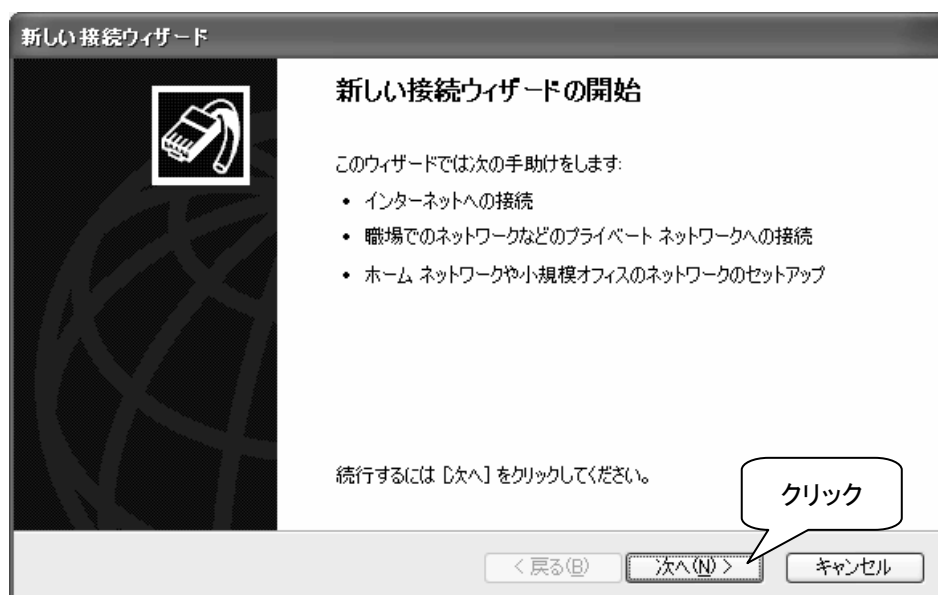 新しい接続ウィザード
新しい接続ウィザードの開始
このウィザードでは次の手助けをします:
• インターネットへの接続
• 職場でのネットワークなどのプライベート ネットワークへの接続
• ホーム ネットワークや小規模オフィスのネットワークのセットアップ
続行するには [次へ] をクリックしてください。
クリック
< 戻る(B)
次へ(N) >
キャンセル